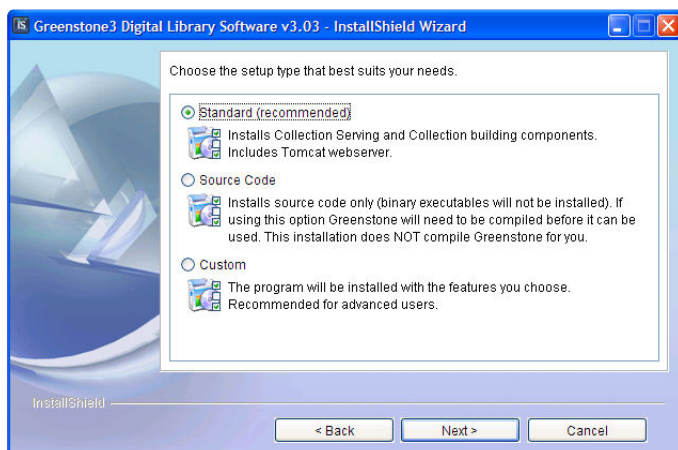 Greenstone3 Digital Library Software v3.03 - InstallShield Wizard
Choose the setup type that best suits your needs.
Standard (recommended)
Installs Collection Serving and Collection building components.
Includes Tomcat webserver.
Source Code
Installs source code only (binary executables will not be installed). If
using this option Greenstone will need to be compiled before it can be
used. This installation does NOT compile Greenstone for you.
Custom
The program will be installed with the features you choose.
Recommended for advanced users.
InstallShield
< Back
Next >
Cancel